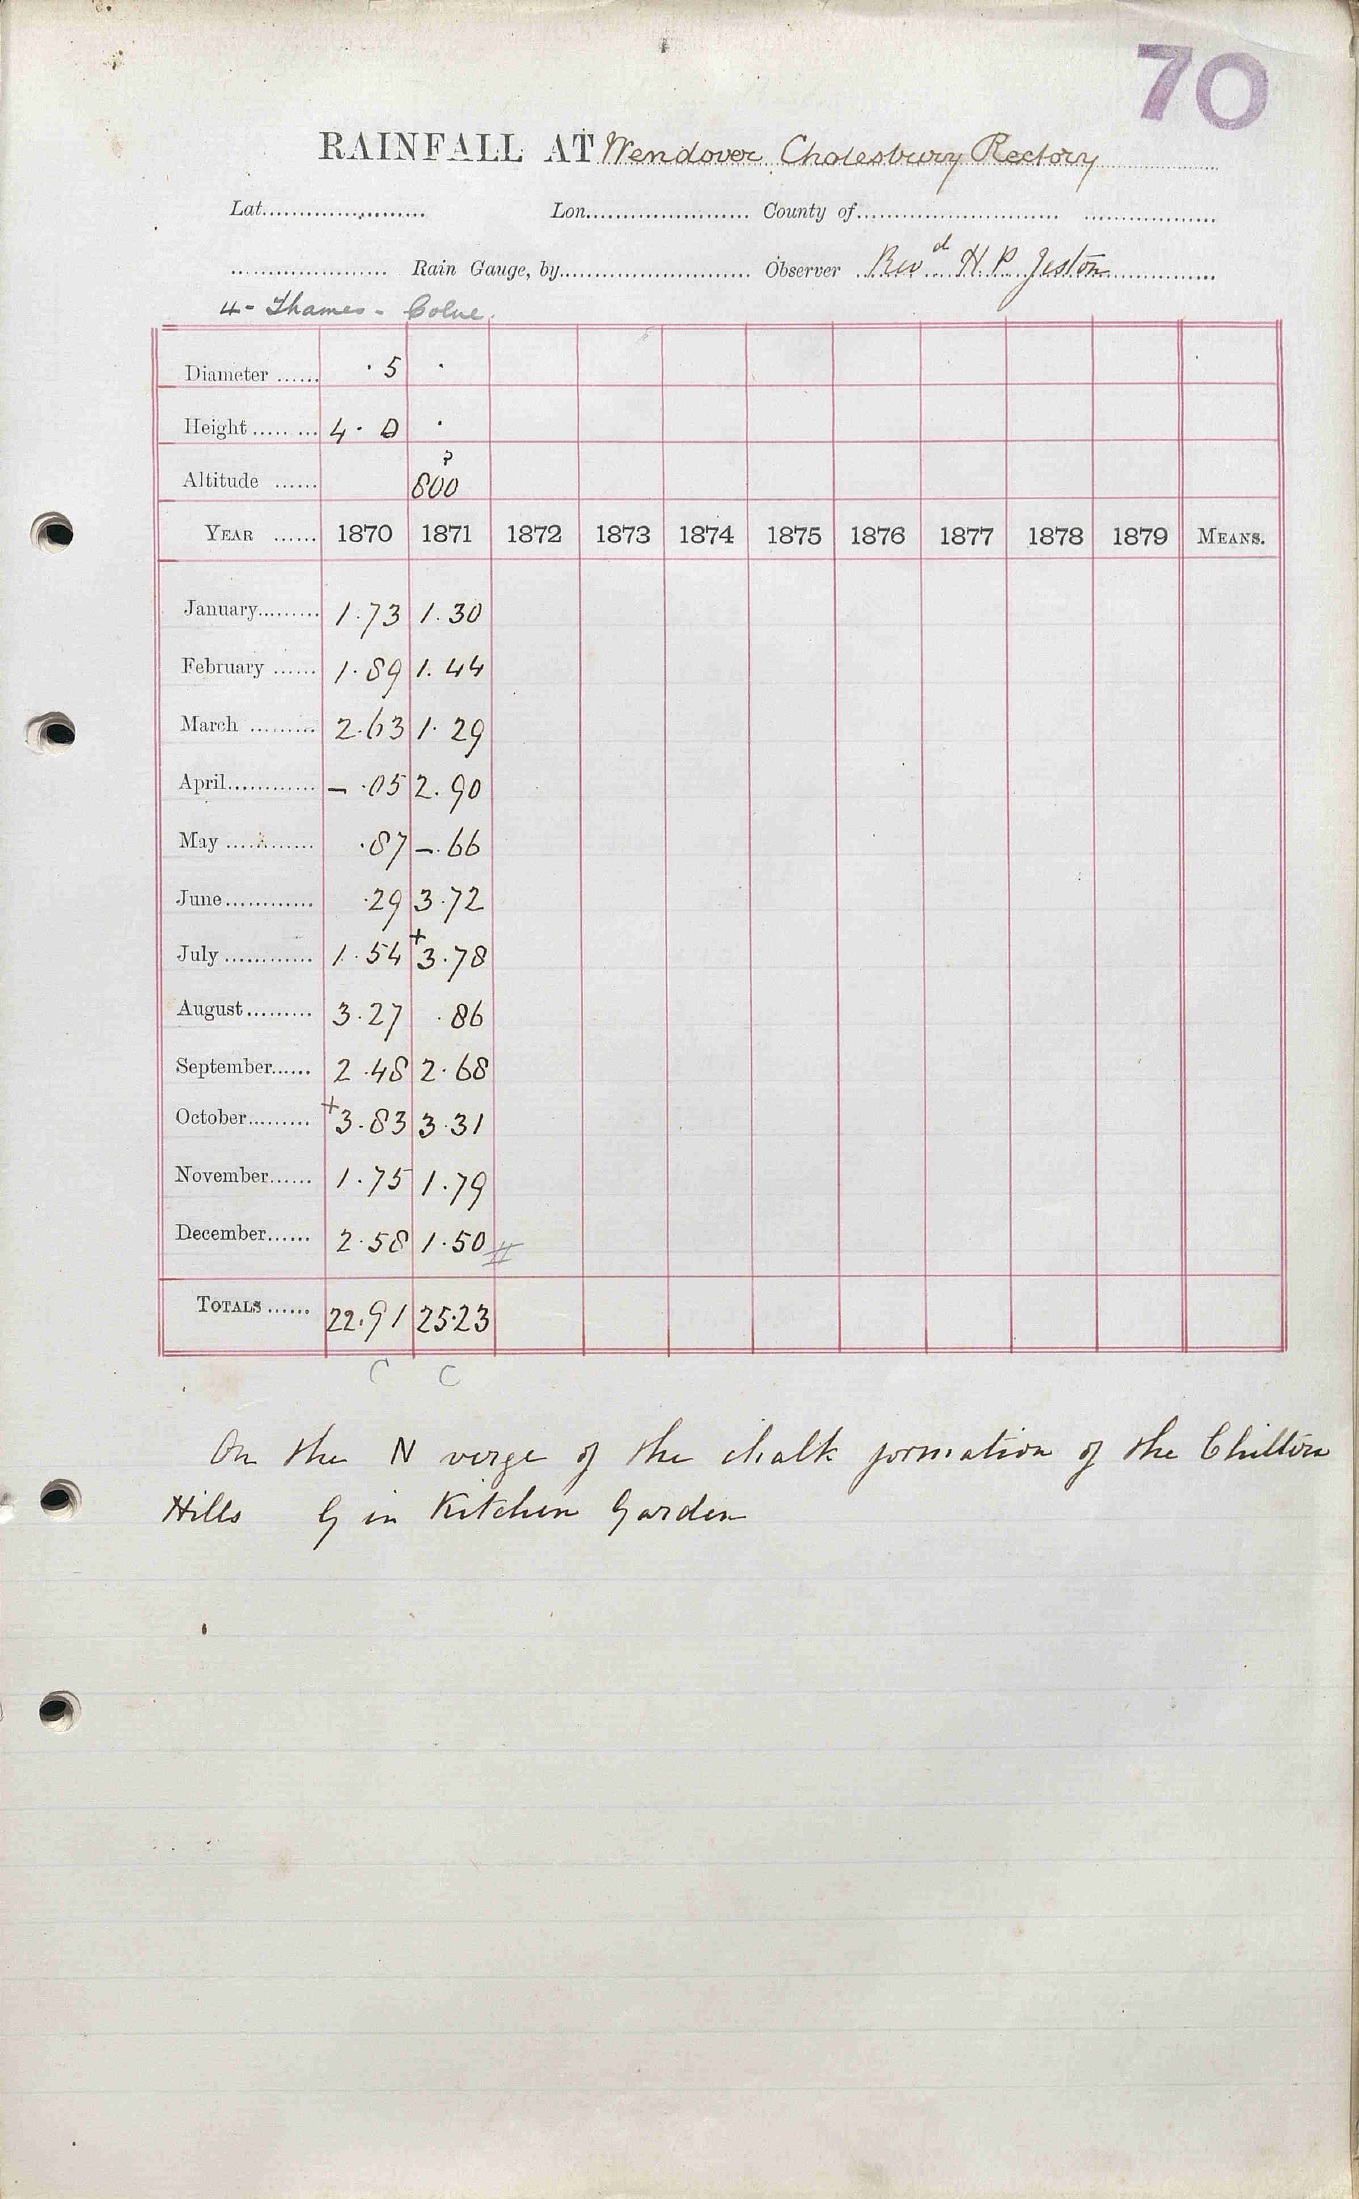 70
RAINFALL AT Wendover, Cholesbury Rectory
Lat. Lon. County of
Rain Gauge, by Observer Revd H. P. Jeston
4 - Thames - Colne.
Diameter . 5 .
Height 4 . 0 .
?
Altitude 800
YEAR 1870 1871 1872 1873 1874 1875 1876 1877 1878 1879 MEANS.
January 1.73 1.30
February 1.89 1.44
March 2.63 1.29
April - .05 2.90
May .87 - .66
June .29 3.72
July 1.54 +3.78
August 3.27 .86
September 2.48 2.68
October +3.83 3.31
November 1.75 1.79
December 2.58 1.50 #
TOTALS 22.91 25.23
C C
On the N verge of the chalk formation of the Chiltern
Hills G in Kitchen Garden